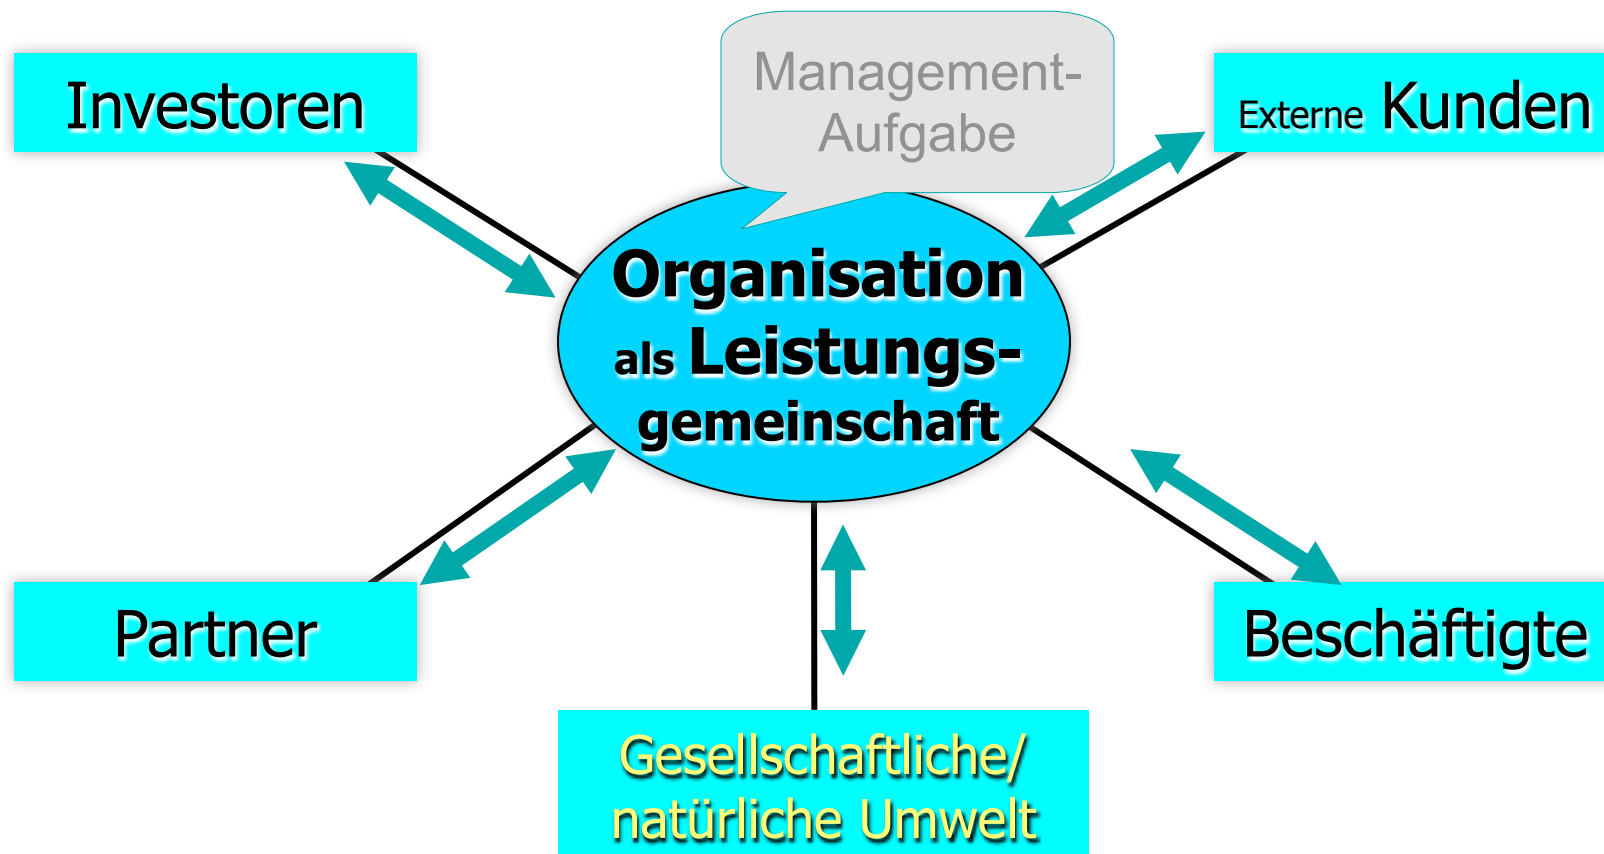 Management-
Aufgabe
Investoren
Externe Kunden
Organisation
als Leistungs-
gemeinschaft
Partner
Beschäftigte
Gesellschaftliche/
natürliche Umwelt